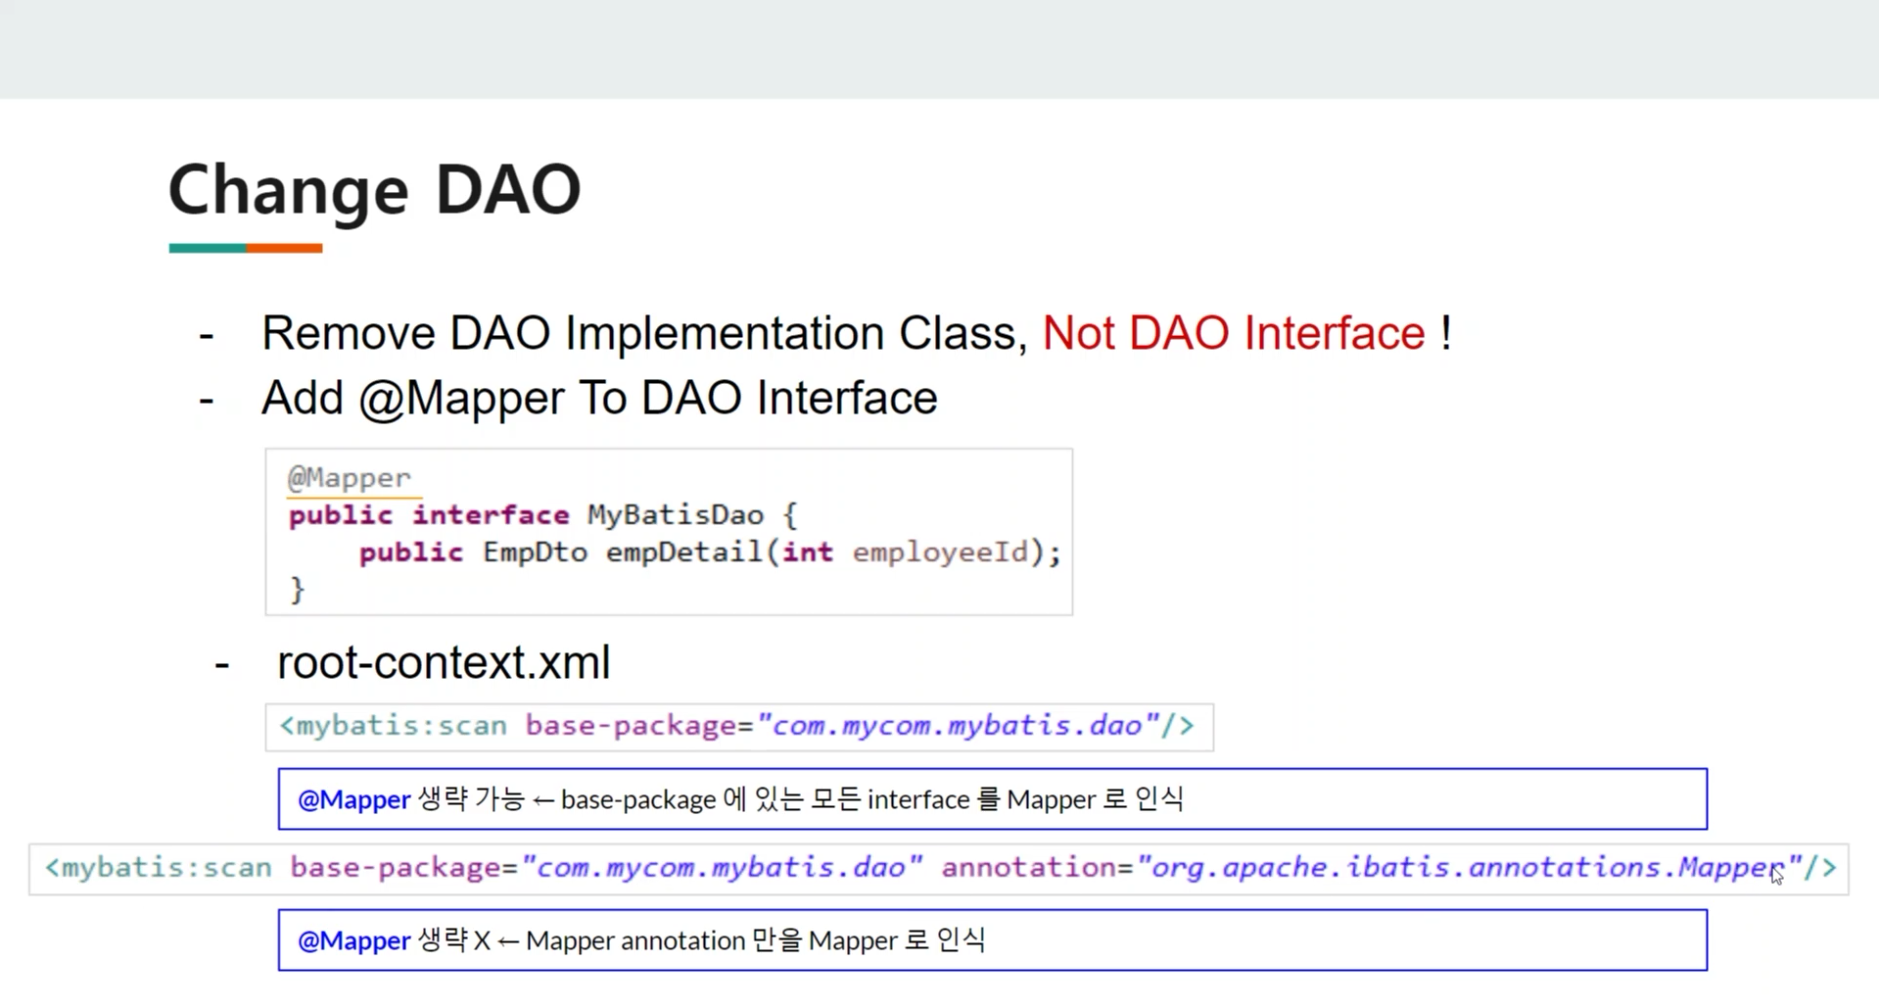 Change DAO
- Remove DAO Implementation Class, Not DAO Interface !
- Add @Mapper To DAO Interface
@Mapper
public interface MyBatisDao {
public EmpDto empDetail(int employeeId);
}
- root-context.xml
<mybatis:scan base-package="com.mycom.mybatis.dao"/>
@Mapper 생략 가능 ← base-package 에 있는 모든 interface 를 Mapper 로 인식
<mybatis:scan base-package="com.mycom.mybatis.dao" annotation="org.apache.ibatis.annotations.Mapper"/>
@Mapper 생략 X ← Mapper annotation 만을 Mapper 로 인식